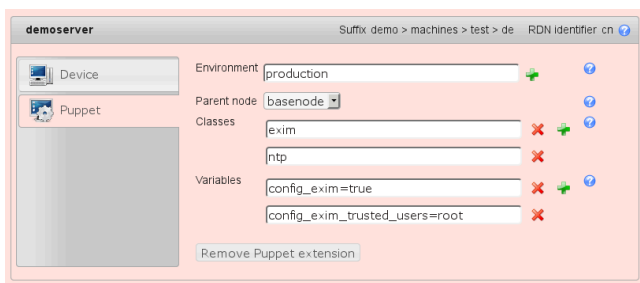 demoserver Suffix demo > machines > test > de RDN identifier cn
Device
Puppet
Environment production
Parent node basenode
Classes exim
ntp
Variables config_exim=true
config_exim_trusted_users=root
Remove Puppet extension